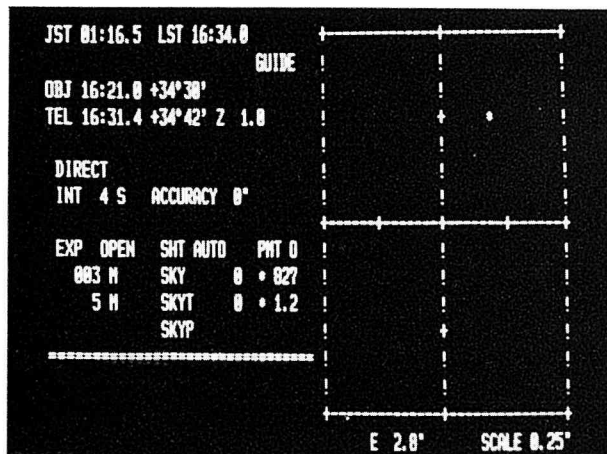 JST 01:16.5 LST 16:34.0
GUIDE
OBJ 16:21.0 +34°30'
TEL 16:31.4 +34°42' Z 1.0
DIRECT
INT 4 S ACCURACY 0"
EXP OPEN SHT AUTO PMT O
003 M SKY 0 * 827
5 M SKYT 0 * 1.2
SKYP
E 2.0" SCALE 0.25"